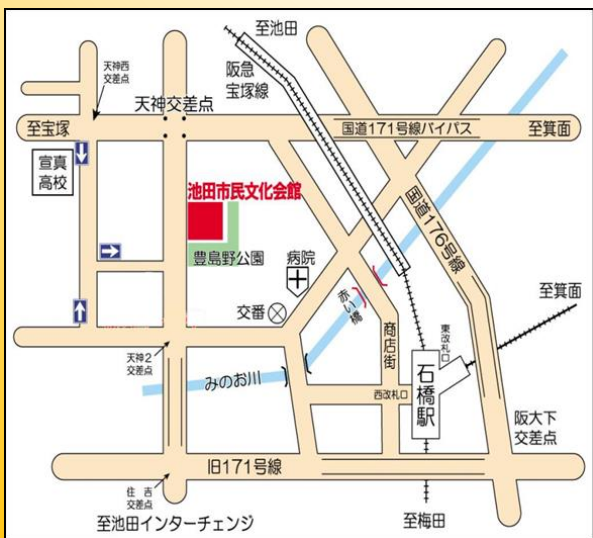 至池田
阪急
宝塚線
天神西
交差点
天神交差点
至宝塚
国道171号線バイパス
至箕面
宣真
高校
池田市民文化会館
国道176号線
豊島野公園
病院
交番
赤い橋
至箕面
商店街
東改札口
天神2
交差点
みのお川
西改札口
石橋駅
阪大下
交差点
旧171号線
住吉
交差点
至池田インターチェンジ
至梅田